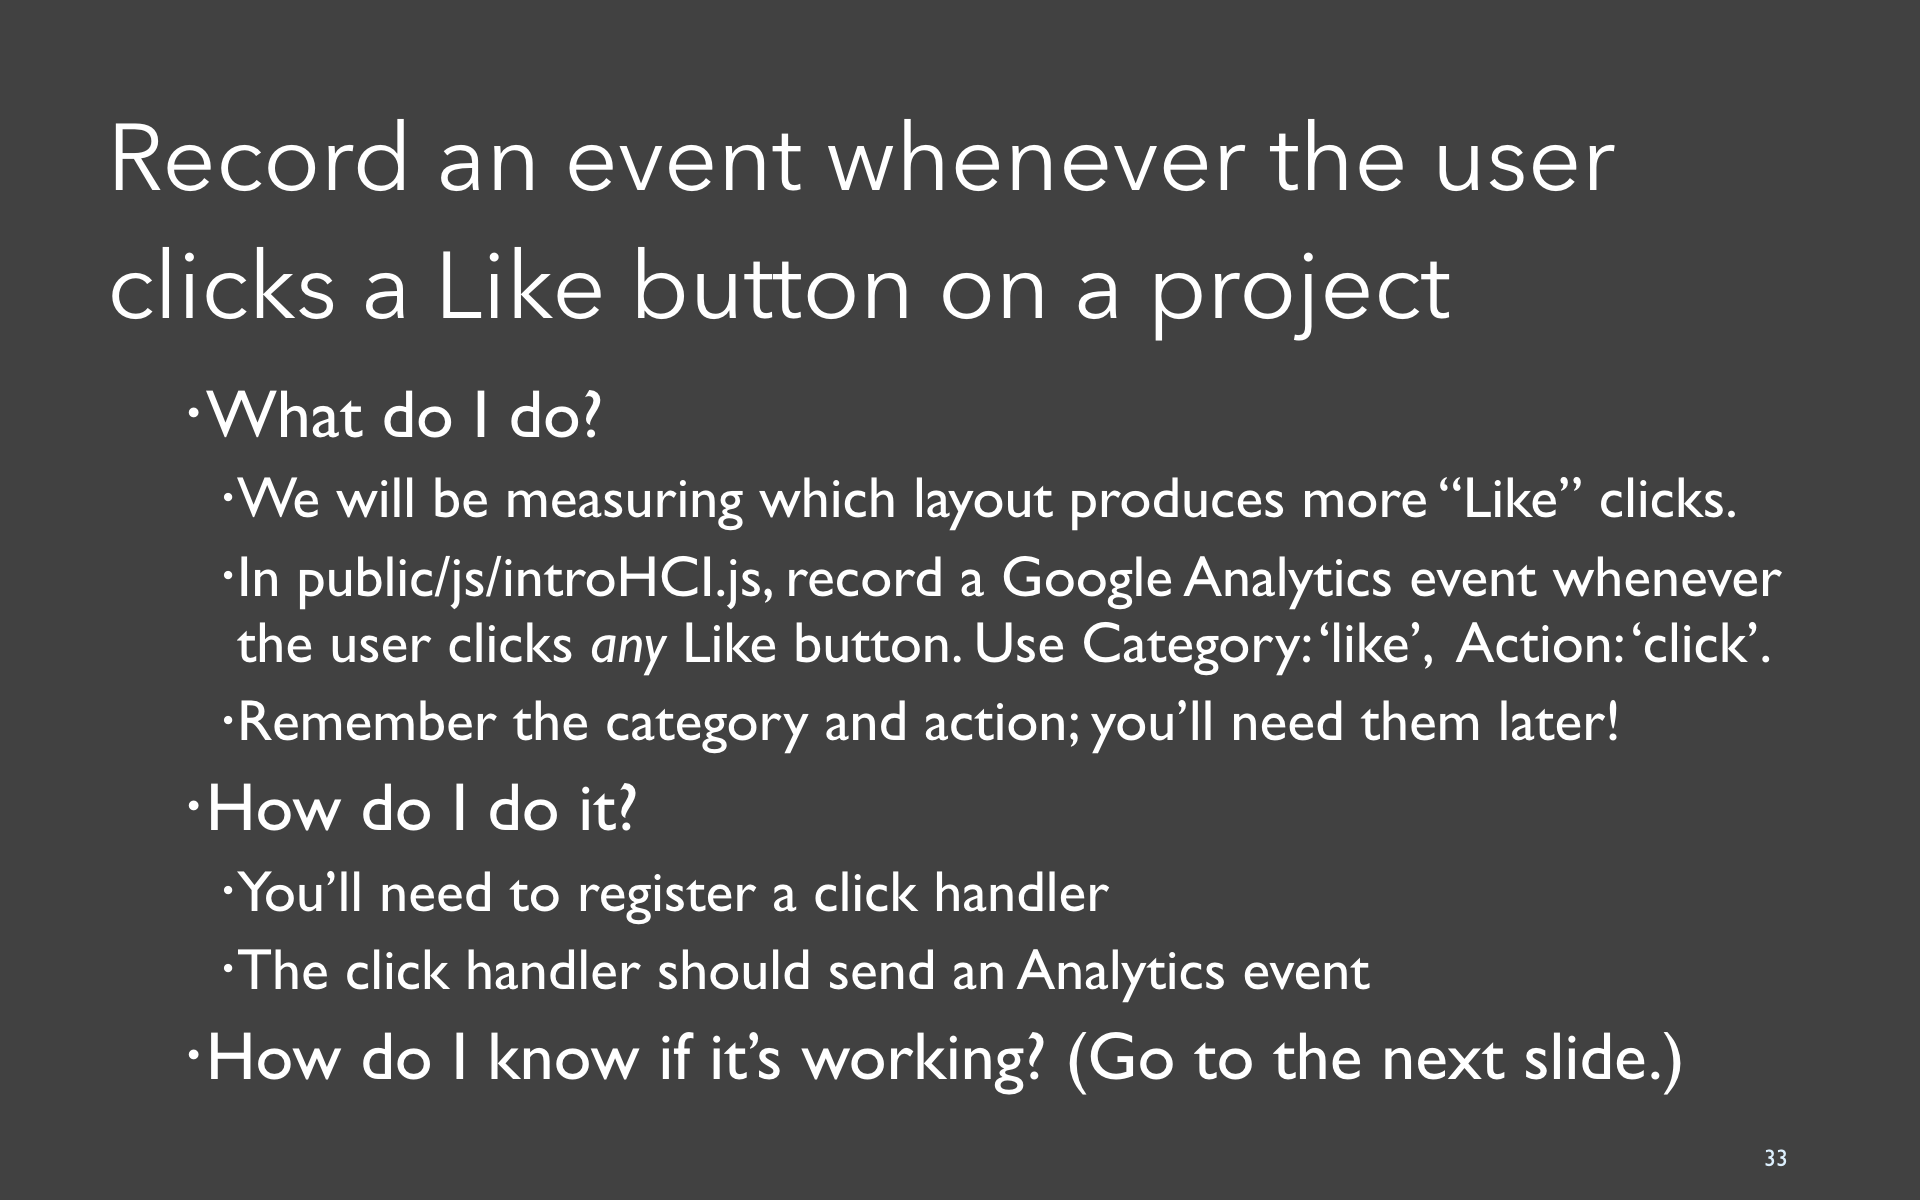 Record an event whenever the user
clicks a Like button on a project
·What do I do?
·We will be measuring which layout produces more “Like” clicks.
·In public/js/introHCI.js, record a Google Analytics event whenever
the user clicks any Like button. Use Category: ‘like’,  Action: ‘click’.
·Remember the category and action; you’ll need them later!
·How do I do it?
·You’ll need to register a click handler
·The click handler should send an Analytics event
·How do I know if it’s working? (Go to the next slide.)
33